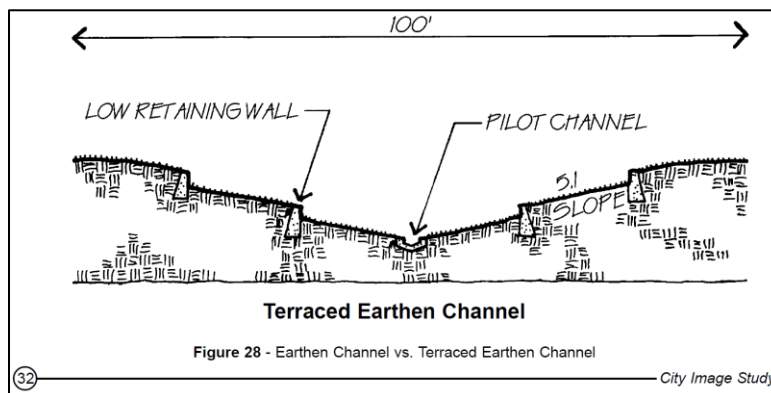 100'
LOW RETAINING WALL
PILOT CHANNEL
5:1
SLOPE
Terraced Earthen Channel
Figure 28 - Earthen Channel vs. Terraced Earthen Channel
32 City Image Study